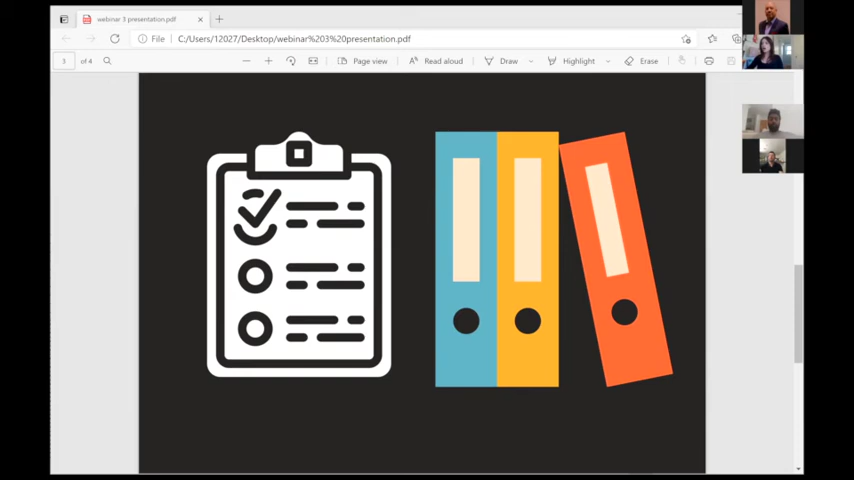 webinar 3 presentation.pdf
File
C:/Users/12027/Desktop/webinar%203%20presentation.pdf
3 of 4
Page view
Read aloud
Draw
Highlight
Erase